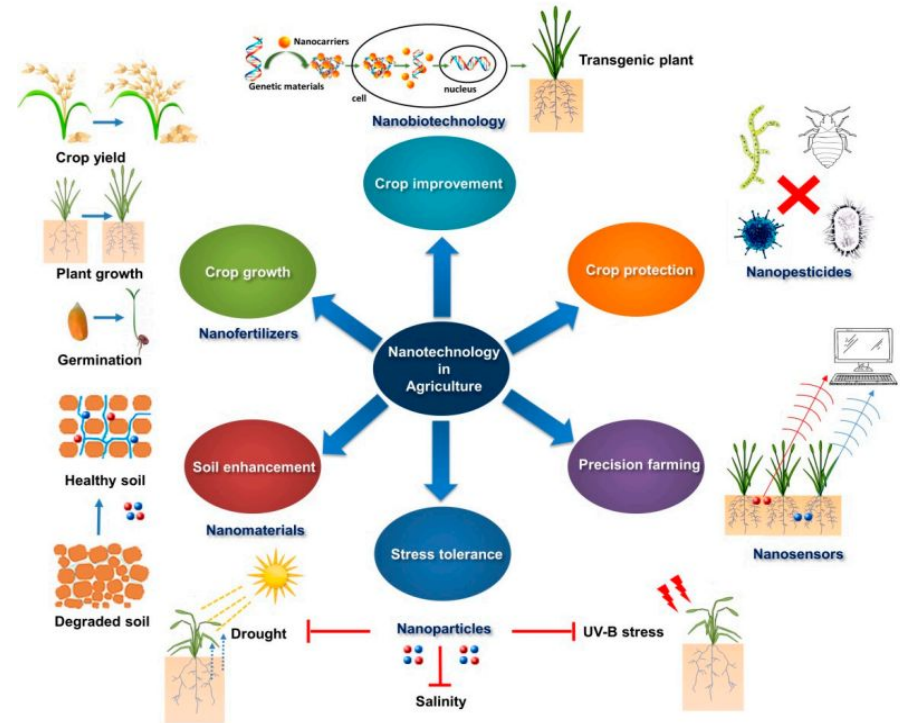 Nanocarriers
Genetic materials
cell
nucleus
Transgenic plant
Nanobiotechnology
Crop improvement
Crop yield
Plant growth
Germination
Crop growth
Nanofertilizers
Crop protection
Nanopesticides
Nanotechnology
in
Agriculture
Healthy soil
Degraded soil
Soil enhancement
Nanomaterials
Precision farming
Nanosensors
Stress tolerance
Drought
Nanoparticles
UV-B stress
Salinity